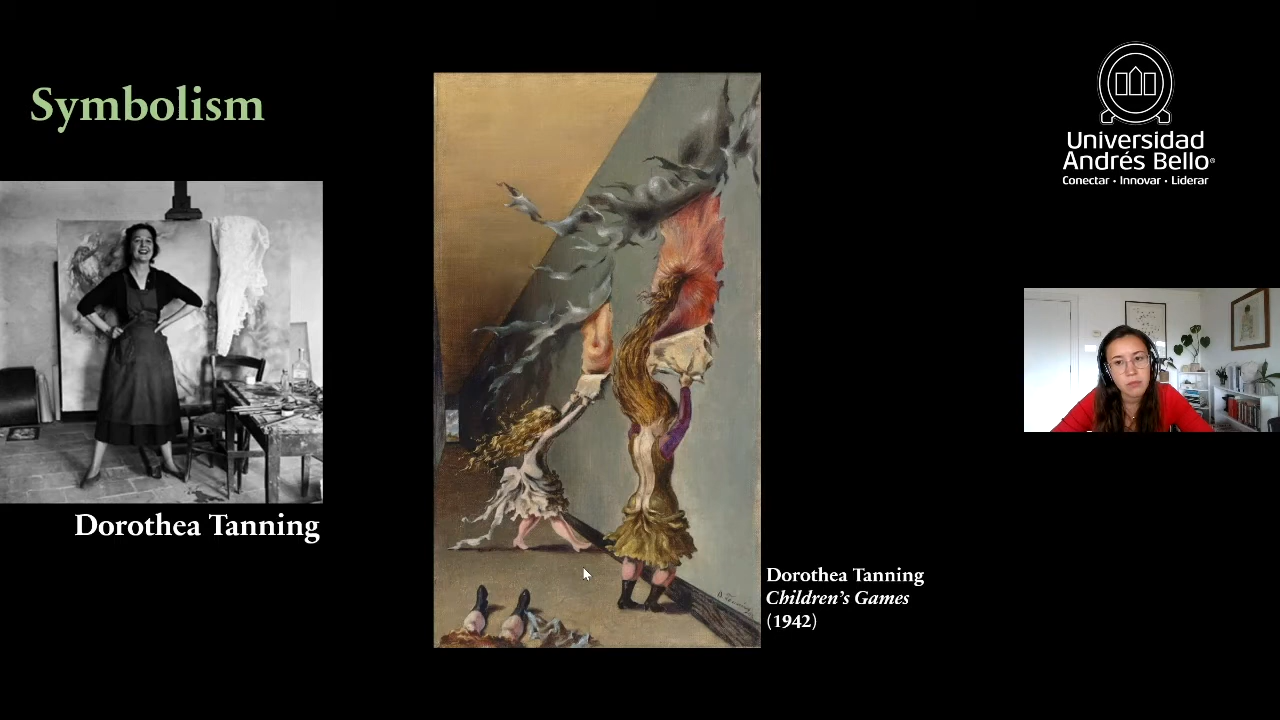 Symbolism
Universidad
Andrés Bello®
Conectar • Innovar • Liderar
Dorothea Tanning
Dorothea Tanning
Children’s Games
(1942)